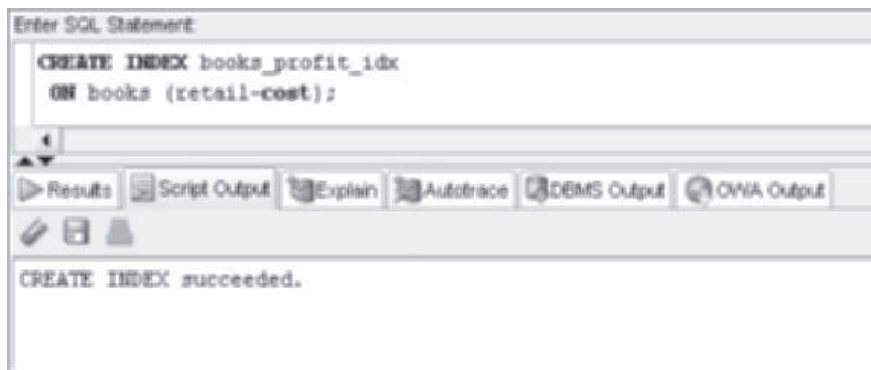 Enter SQL Statement:
CREATE INDEX books_profit_idx
ON books (retail-cost);
Results Script Output Explain Autotrace DBMS Output OWA Output
CREATE INDEX succeeded.